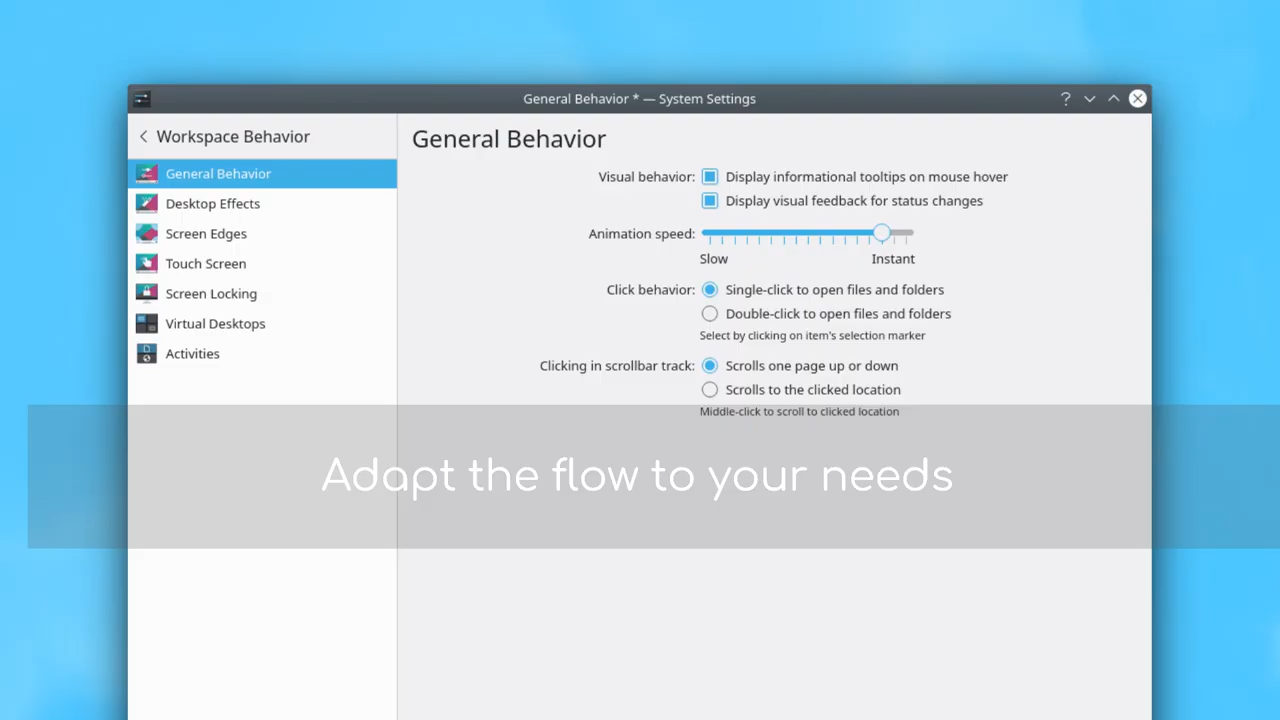 General Behavior * — System Settings
Workspace Behavior
General Behavior
Desktop Effects
Screen Edges
Touch Screen
Screen Locking
Virtual Desktops
Activities
General Behavior
Visual behavior: Display informational tooltips on mouse hover
Display visual feedback for status changes
Animation speed:
Slow Instant
Click behavior: Single-click to open files and folders
Double-click to open files and folders
Select by clicking on item's selection marker
Clicking in scrollbar track: Scrolls one page up or down
Scrolls to the clicked location
Middle-click to scroll to clicked location
Adapt the flow to your needs